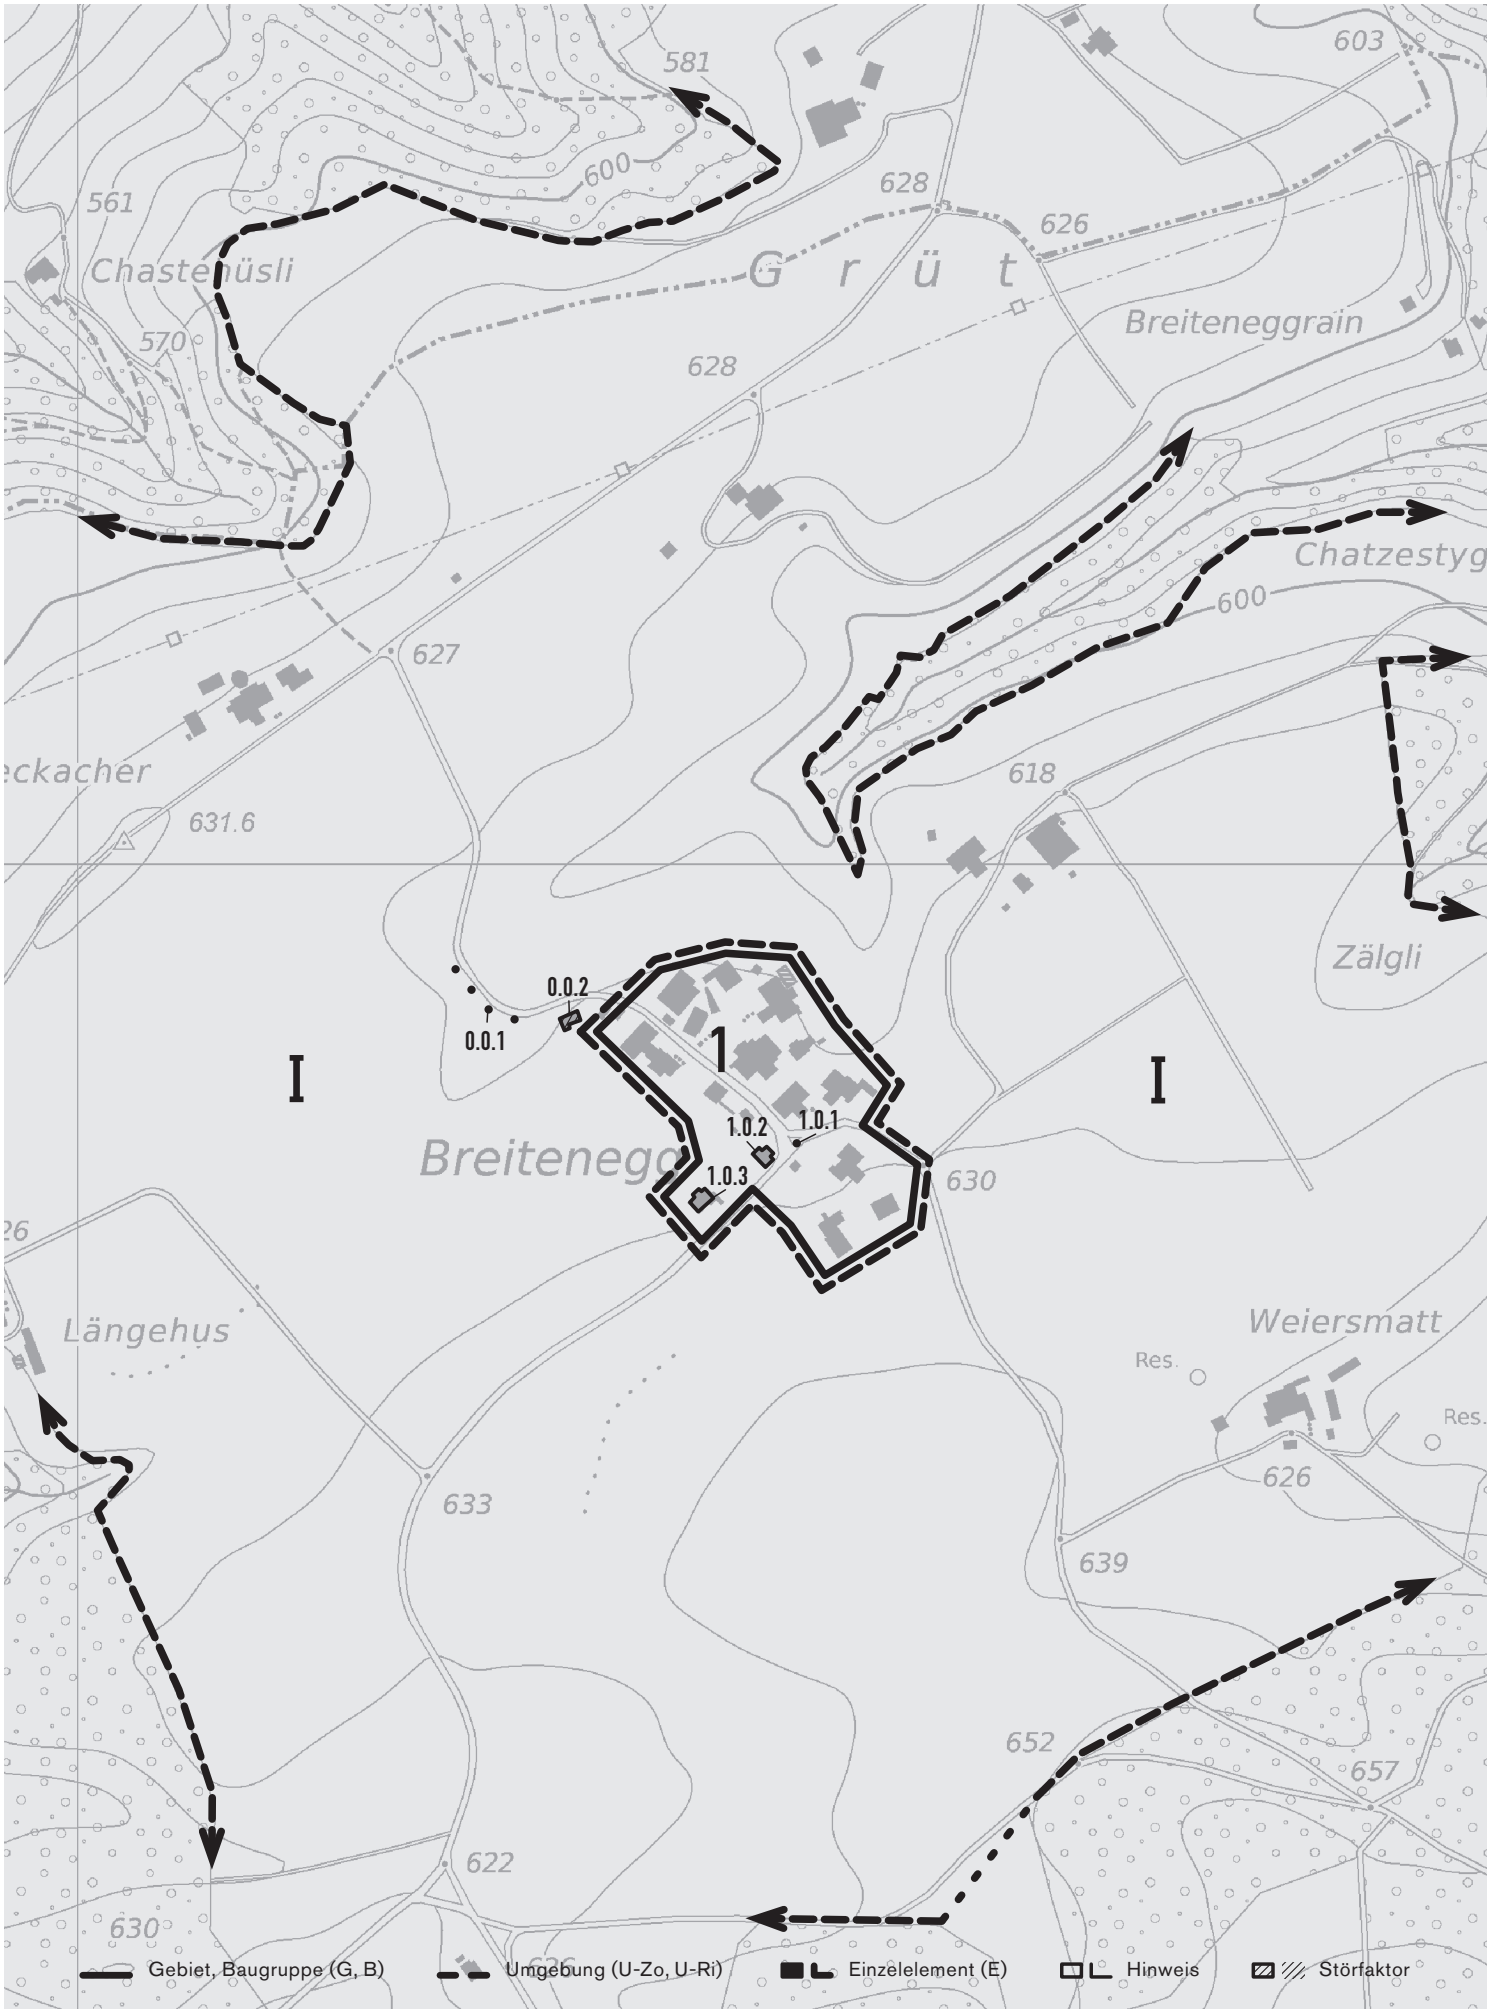 603
581
600
628
561
626
Chastenüsli
Grüt
Breiteneggrain
570
628
Chatzestyg
600
627
eckacher
618
631.6
Zälgli
0.0.2
0.0.1
1
I
I
1.0.2
1.0.1
Breitenegg
1.0.3
630
26
Längehus
Weiersmatt
Res.
Res.
626
633
639
652
657
622
630
626
Gebiet, Baugruppe (G, B) Umgebung (U-Zo, U-Ri) Einzelelement (E) Hinweis Störfaktor